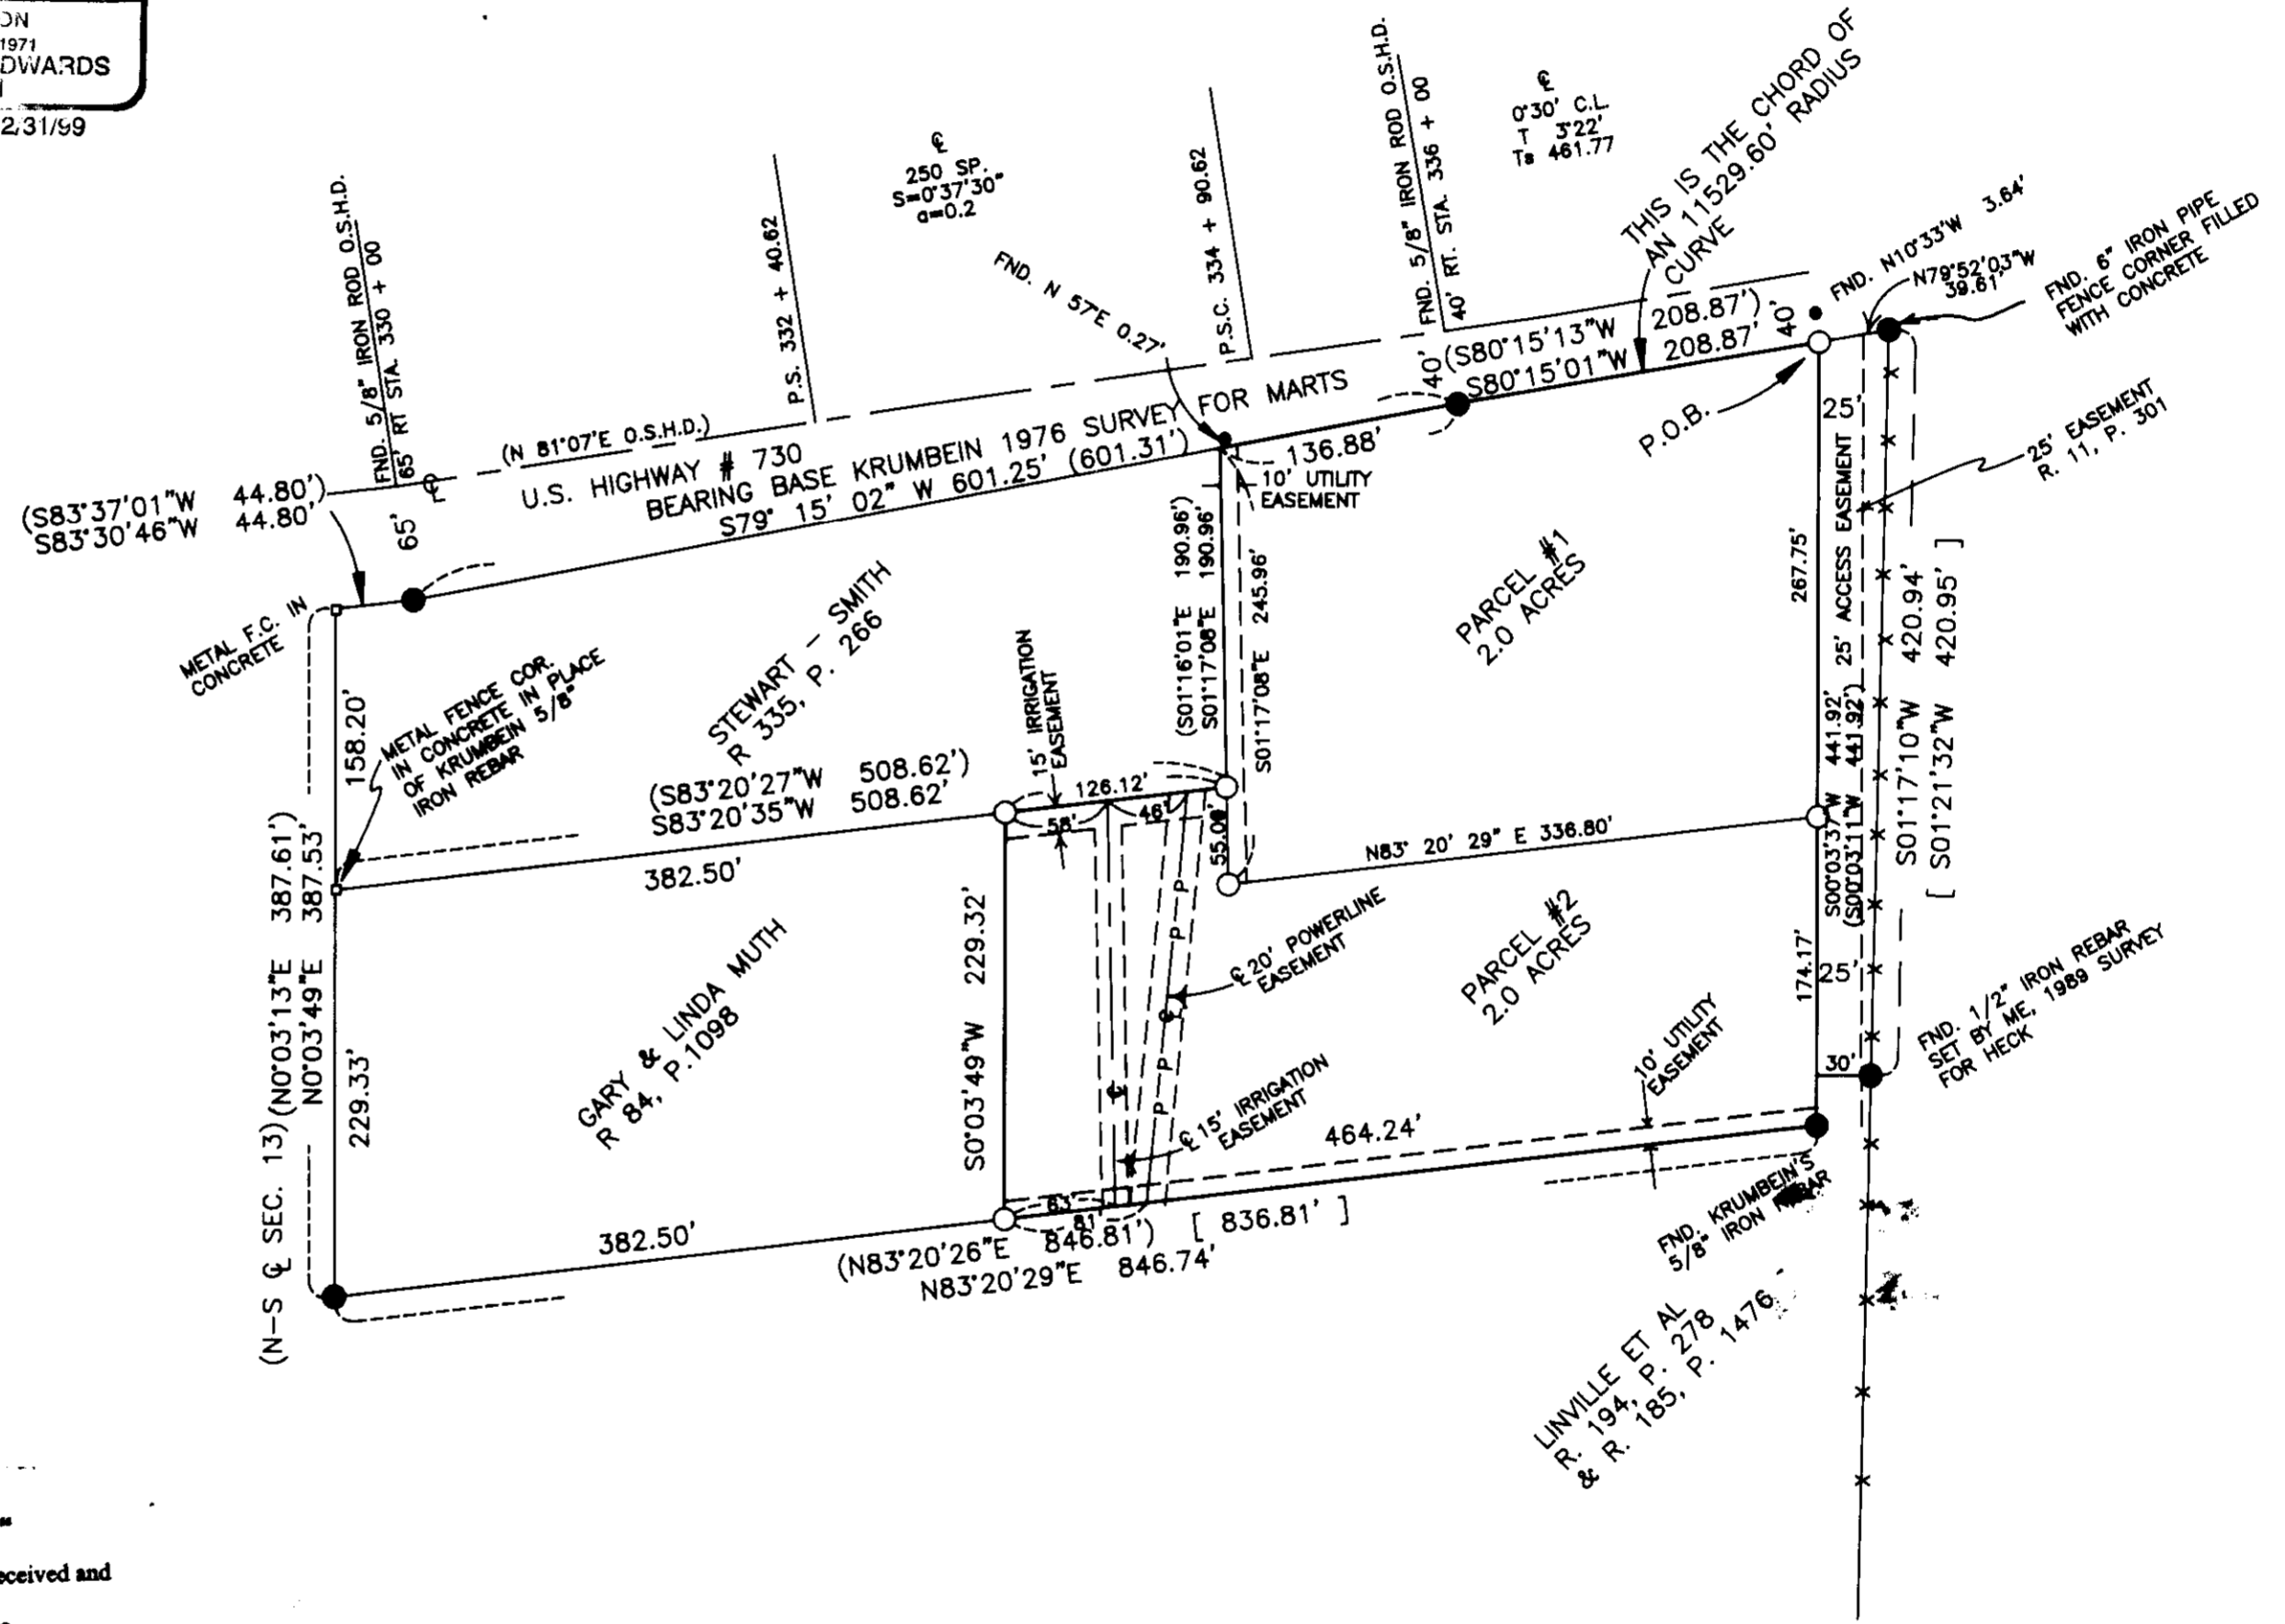 ON
1971
DWARDS
2/31/99
FND. 5/8" IRON ROD O.S.H.D.
65' RT STA. 330 + 00
P.S. 332 + 40.62
℄
250 SP.
S=0°37'30"
a=0.2
P.S.C. 334 + 90.62
FND. 5/8" IRON ROD O.S.H.D.
40' RT. STA. 336 + 00
℄
0°30' C.L.
T 3°22'
Ts 461.77
THIS IS THE CHORD OF
AN 11529.60' RADIUS
CURVE
FND. N10°33'W 3.64'
N79°52'03"W
39.61'
FND. 6" IRON PIPE
FENCE CORNER FILLED
WITH CONCRETE
FND. N 57°E 0.27'
(S80°15'13"W 208.87')
S80°15'01"W 208.87'
40'
40'
(N 81°07'E O.S.H.D.)
℄
U.S. HIGHWAY # 730
BEARING BASE KRUMBEIN 1976 SURVEY FOR MARTS
S79° 15' 02" W 601.25' (601.31')
(S83°37'01"W 44.80')
S83°30'46"W 44.80'
65'
136.88'
10' UTILITY
EASEMENT
P.O.B.
25'
25' EASEMENT
R. 11, P. 301
METAL F.C. IN
CONCRETE
METAL FENCE COR.
IN CONCRETE IN PLACE
OF KRUMBEIN 5/8"
IRON REBAR
158.20'
STEWART - SMITH
R 335, P. 266
15' IRRIGATION
EASEMENT
(S01°16'01"E 190.96')
S01°17'08"E 190.96'
S01°17'08"E 245.96'
PARCEL #1
2.0 ACRES
267.75'
25' ACCESS EASEMENT
S00°03'37"W 441.92'
(S00°03'11"W 441.92')
S01°17'10"W 420.94'
[ S01°21'32"W 420.95' ]
(S83°20'27"W 508.62')
S83°20'35"W 508.62'
126.12'
58'
46'
55.00'
382.50'
N83° 20' 29" E 336.80'
(N-S ℄ SEC. 13) (N0°03'13"E 387.61')
N0°03'49"E 387.53'
229.33'
GARY & LINDA MUTH
R 84, P.1098
S0°03'49"W 229.32'
P
P
P
P
P
℄
℄
℄ 20' POWERLINE
EASEMENT
℄ 15' IRRIGATION
EASEMENT
PARCEL #2
2.0 ACRES
174.17'
25'
30'
10' UTILITY
EASEMENT
FND. 1/2" IRON REBAR
SET BY ME, 1989 SURVEY
FOR HECK
464.24'
63'
81'
382.50'
(N83°20'26"E 846.81') [ 836.81' ]
N83°20'29"E 846.74'
FND. KRUMBEIN'S
5/8" IRON REBAR
LINVILLE ET AL
R. 194, P. 278
& R. 185, P. 1476
eceived and